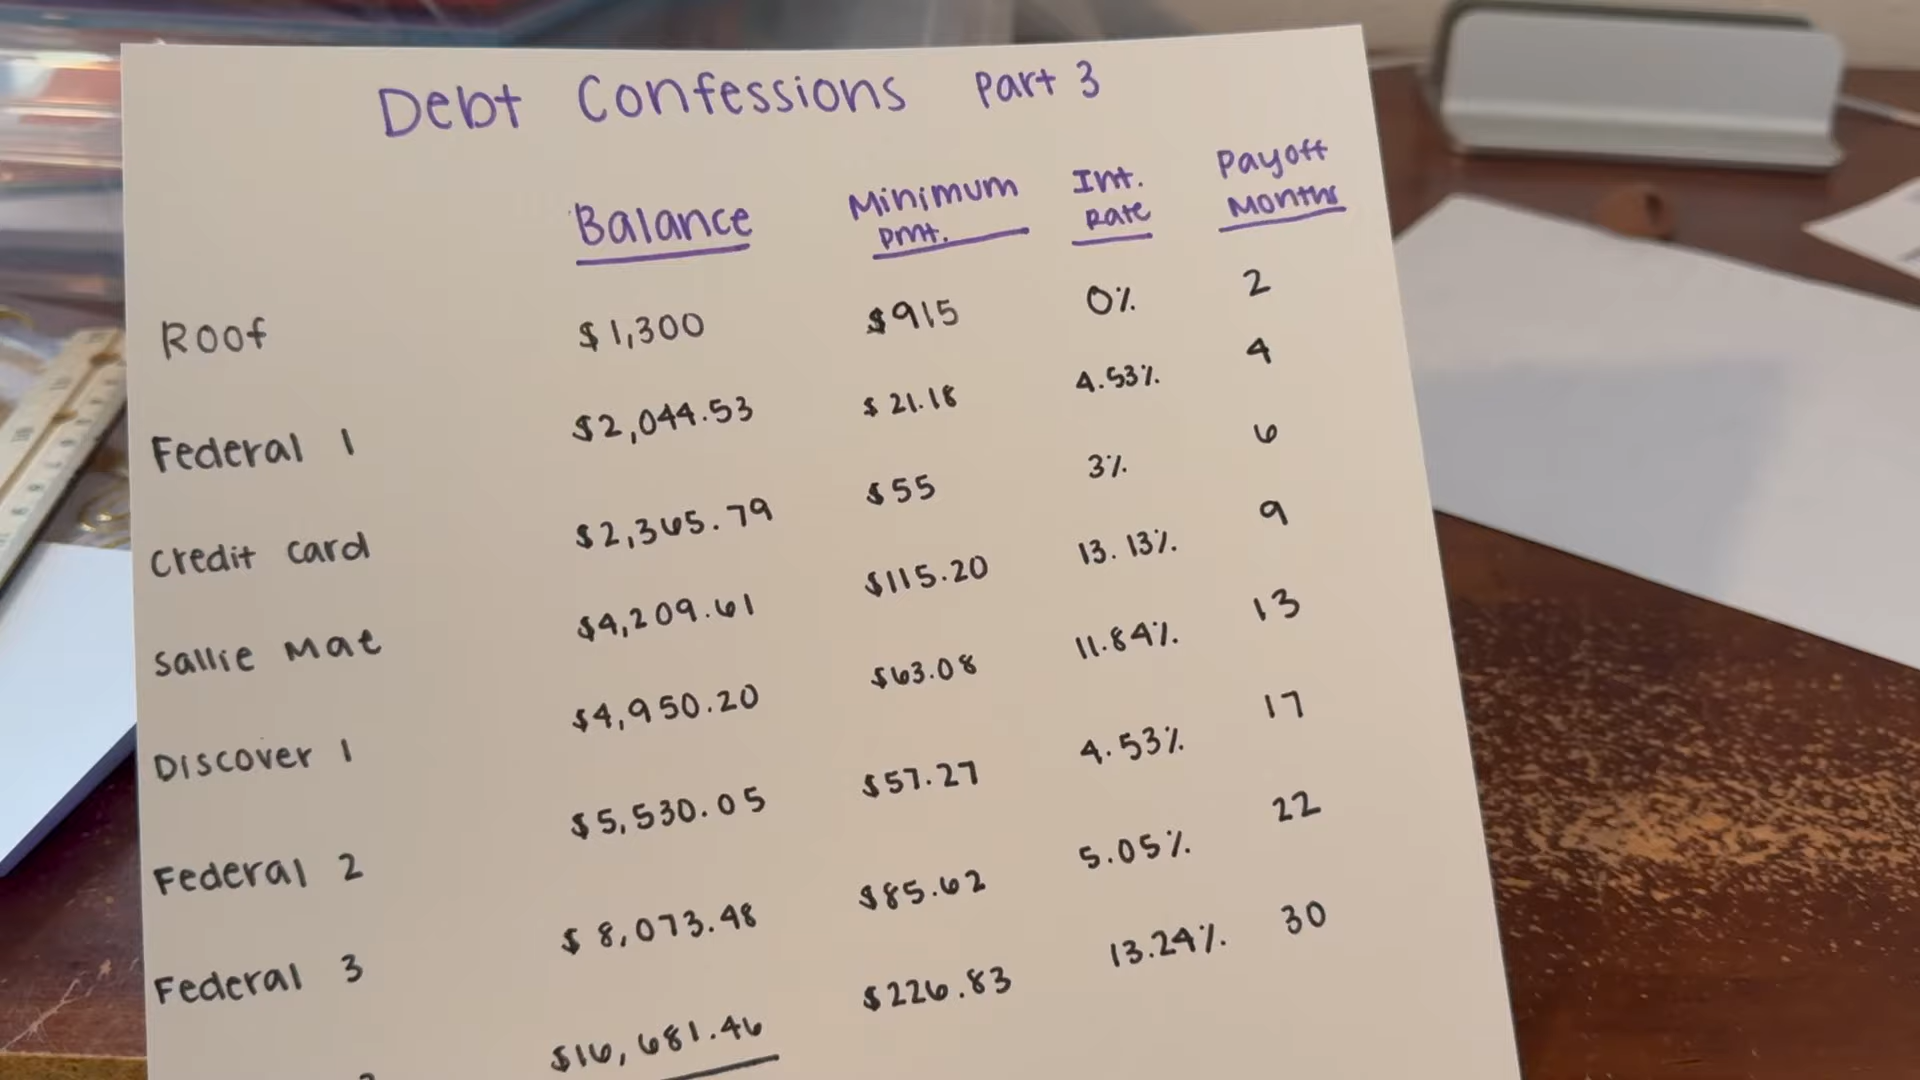 Debt Confessions Part 3
Balance Minimum Pmt. Int. Rate Payoff Months
Roof $1,300 $915 0% 2
Federal 1 $2,044.53 $21.18 4.53% 4
Credit Card $2,365.79 $55 3% 6
Sallie Mae $4,209.61 $115.20 13.13% 9
Discover 1 $4,950.20 $63.08 11.84% 13
Federal 2 $5,530.05 $57.27 4.53% 17
Federal 3 $8,073.48 $85.62 5.05% 22
$16,681.46 $226.83 13.24% 30